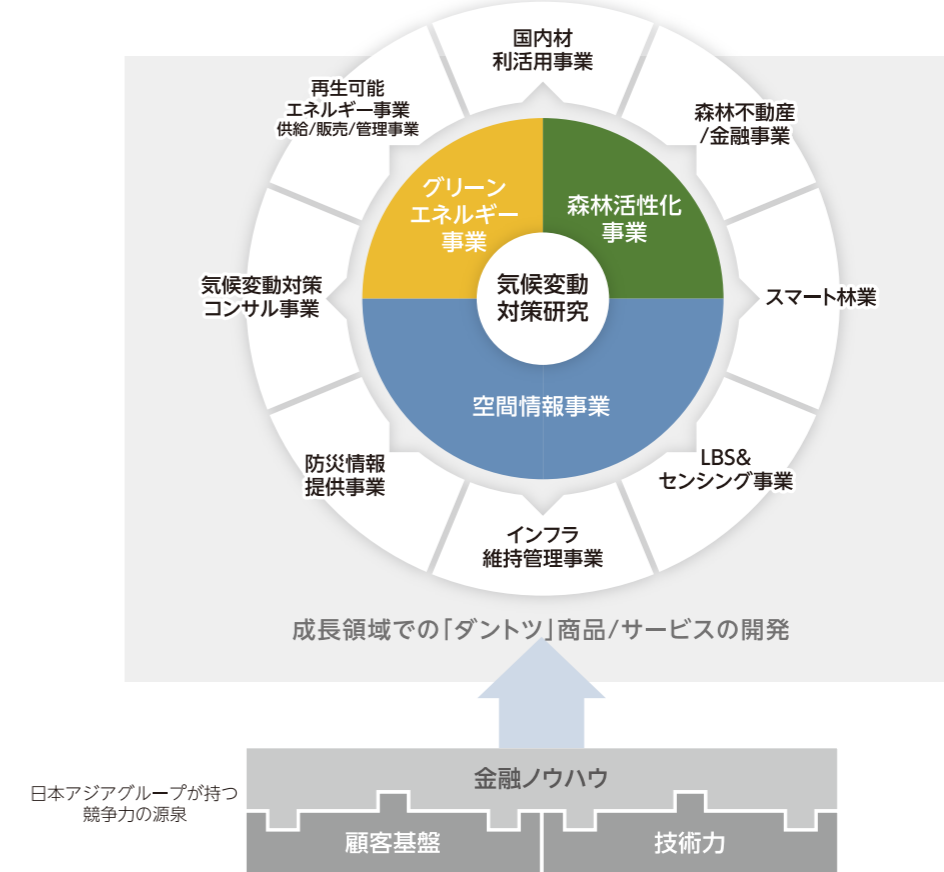 国内材
利活用事業
再生可能
エネルギー事業
供給/販売/管理事業
森林不動産
/金融事業
グリーン
エネルギー
事業
森林活性化
事業
気候変動対策
コンサル事業
気候変動
対策研究
スマート林業
空間情報事業
防災情報
提供事業
LBS&
センシング事業
インフラ
維持管理事業
成長領域での「ダントツ」商品/サービスの開発
金融ノウハウ
日本アジアグループが持つ
競争力の源泉
顧客基盤
技術力